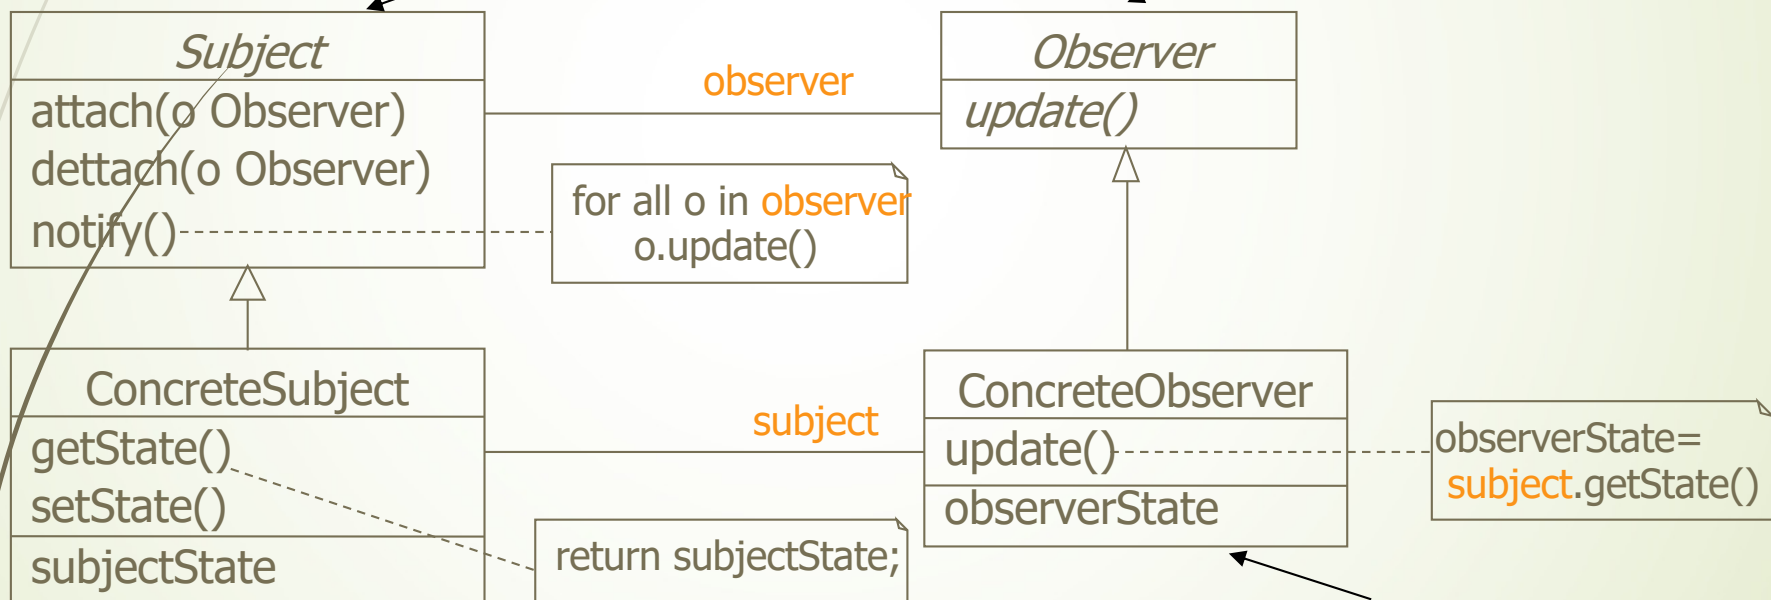 Subject
attach(o Observer)
dettach(o Observer)
notify()
observer
Observer
update()
for all o in observer
o.update()
ConcreteSubject
getState()
setState()
subjectState
subject
return subjectState;
ConcreteObserver
update()
observerState
observerState=
subject.getState()